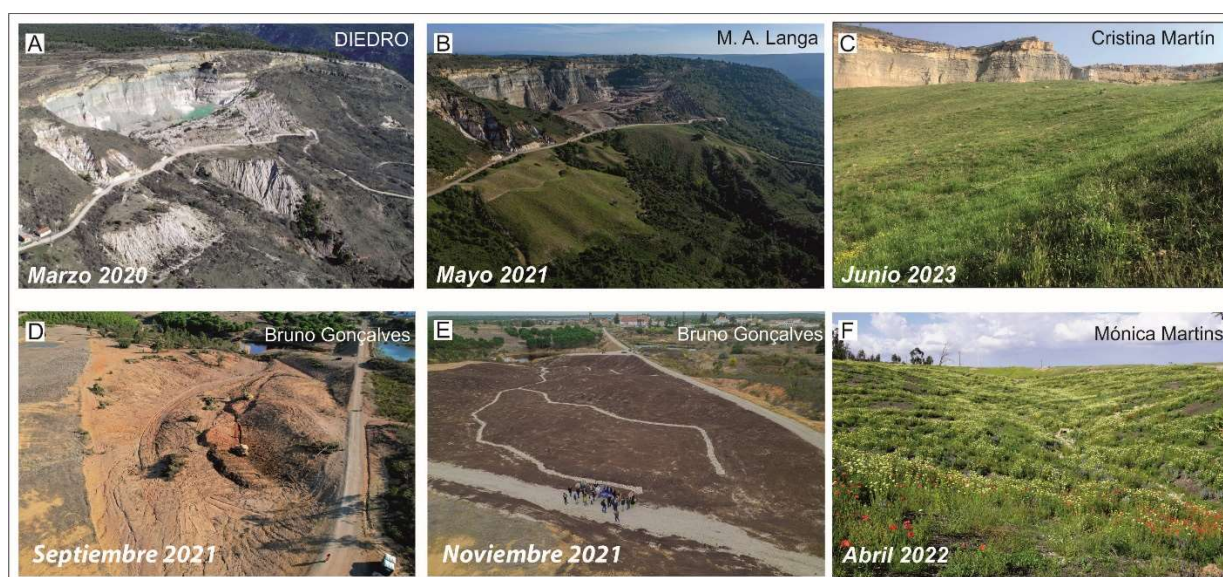 A
DIEDRO
Marzo 2020
B
M. A. Langa
Mayo 2021
C
Cristina Martín
Junio 2023
D
Bruno Gonçalves
Septiembre 2021
E
Bruno Gonçalves
Noviembre 2021
F
Mónica Martins
Abril 2022